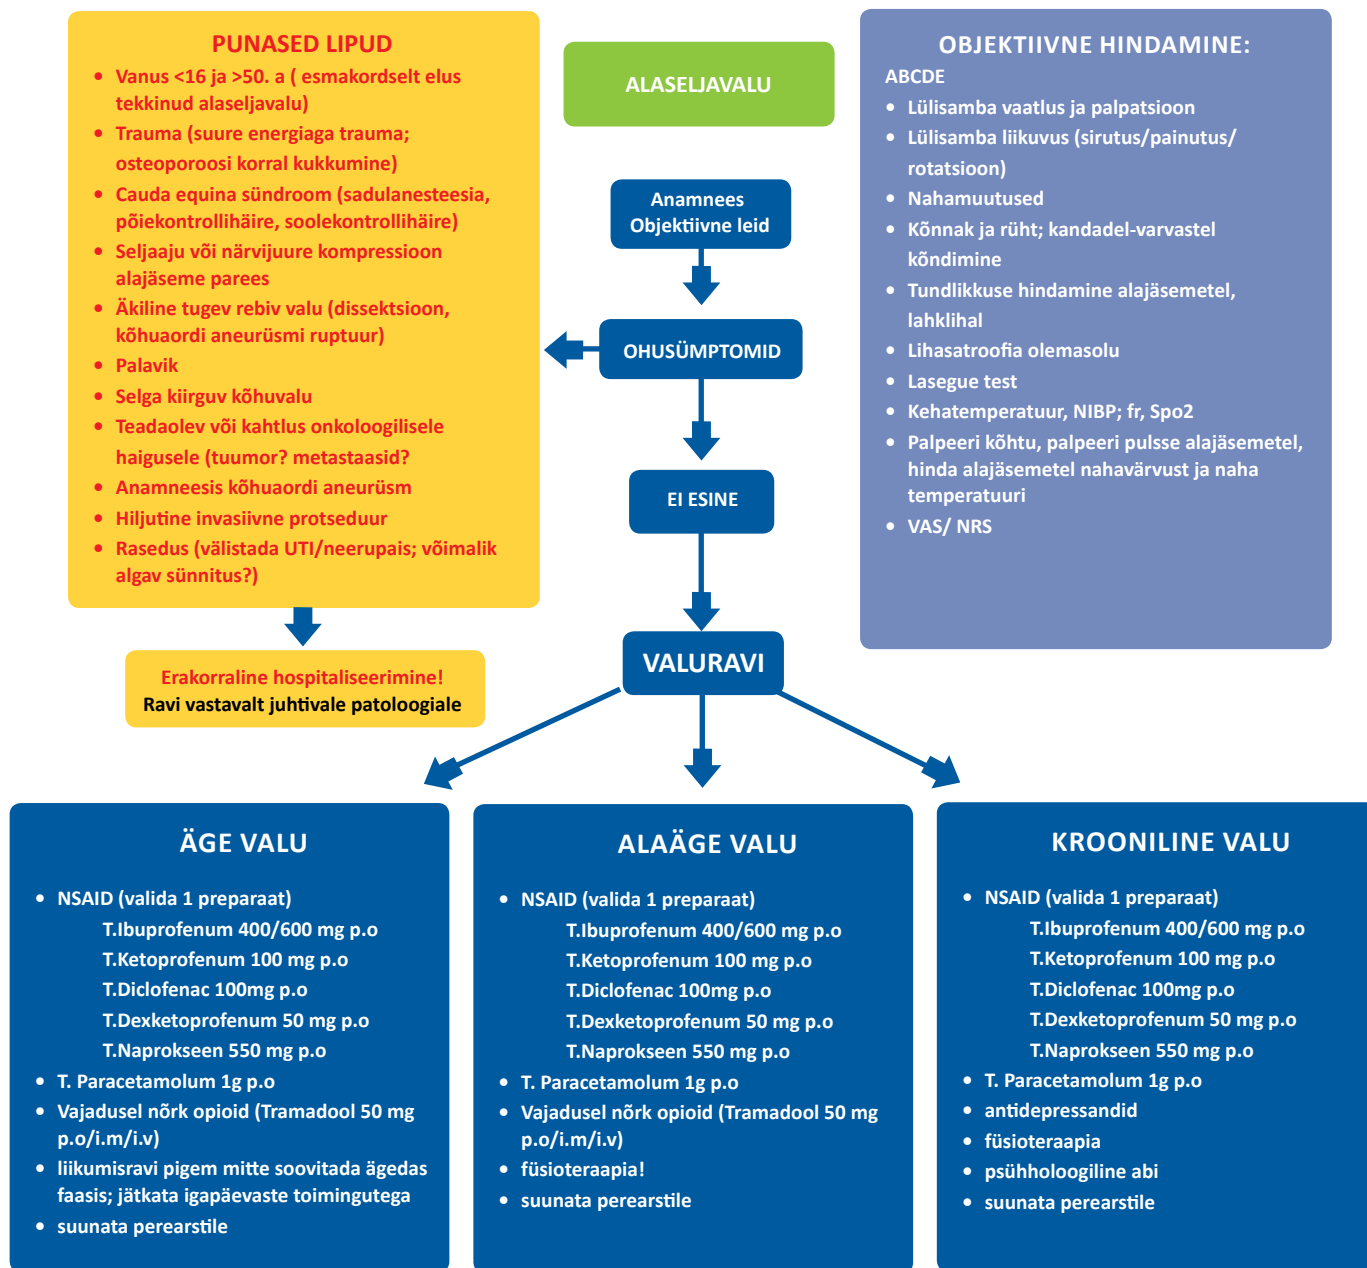 PUNASED LIPUD
• Vanus <16 ja >50. a ( esmakordselt elus
tekkinud alaseljavalu)
• Trauma (suure energiaga trauma;
osteoporoosi korral kukkumine)
• Cauda equina sündroom (sadulanesteesia,
põiekontrollihäire, soolekontrollihäire)
• Seljaaju või närvijuure kompressioon
alajäseme parees
• Äkiline tugev rebiv valu (dissektsioon,
kõhuaordi aneurüsmi ruptuur)
• Palavik
• Selga kiirguv kõhuvalu
• Teadaolev või kahtlus onkoloogilisele
haigusele (tuumor? metastaasid?
• Anamneesis kõhuaordi aneurüsm
• Hiljutine invasiivne protseduur
• Rasedus (välistada UTI/neerupais; võimalik
algav sünnitus?)
Erakorraline hospitaliseerimine!
Ravi vastavalt juhtivale patoloogiale
ALASELJAVALU
Anamnees
Objektiivne leid
OHUSÜMPTOMID
EI ESINE
VALURAVI
OBJEKTIIVNE HINDAMINE:
ABCDE
• Lülisamba vaatlus ja palpatsioon
• Lülisamba liikuvus (sirutus/painutus/
rotatsioon)
• Nahamuutused
• Kõnnak ja rüht; kandadel-varvastel
kõndimine
• Tundlikkuse hindamine alajäsemetel,
lahklihal
• Lihasatroofia olemasolu
• Lasegue test
• Kehatemperatuur, NIBP; fr, Spo2
• Palpeeri kõhtu, palpeeri pulsse alajäsemetel,
hinda alajäsemetel nahavärvust ja naha
temperatuuri
• VAS/ NRS
ÄGE VALU
• NSAID (valida 1 preparaat)
T.Ibuprofenum 400/600 mg p.o
T.Ketoprofenum 100 mg p.o
T.Diclofenac 100mg p.o
T.Dexketoprofenum 50 mg p.o
T.Naprokseen 550 mg p.o
• T. Paracetamolum 1g p.o
• Vajadusel nõrk opioid (Tramadool 50 mg
p.o/i.m/i.v)
• liikumisravi pigem mitte soovitada ägedas
faasis; jätkata igapäevaste toimingutega
• suunata perearstile
ALAÄGE VALU
• NSAID (valida 1 preparaat)
T.Ibuprofenum 400/600 mg p.o
T.Ketoprofenum 100 mg p.o
T.Diclofenac 100mg p.o
T.Dexketoprofenum 50 mg p.o
T.Naprokseen 550 mg p.o
• T. Paracetamolum 1g p.o
• Vajadusel nõrk opioid (Tramadool 50 mg
p.o/i.m/i.v)
• füsioteraapia!
• suunata perearstile
KROONILINE VALU
• NSAID (valida 1 preparaat)
T.Ibuprofenum 400/600 mg p.o
T.Ketoprofenum 100 mg p.o
T.Diclofenac 100mg p.o
T.Dexketoprofenum 50 mg p.o
T.Naprokseen 550 mg p.o
• T. Paracetamolum 1g p.o
• antidepressandid
• füsioteraapia
• psühholoogiline abi
• suunata perearstile